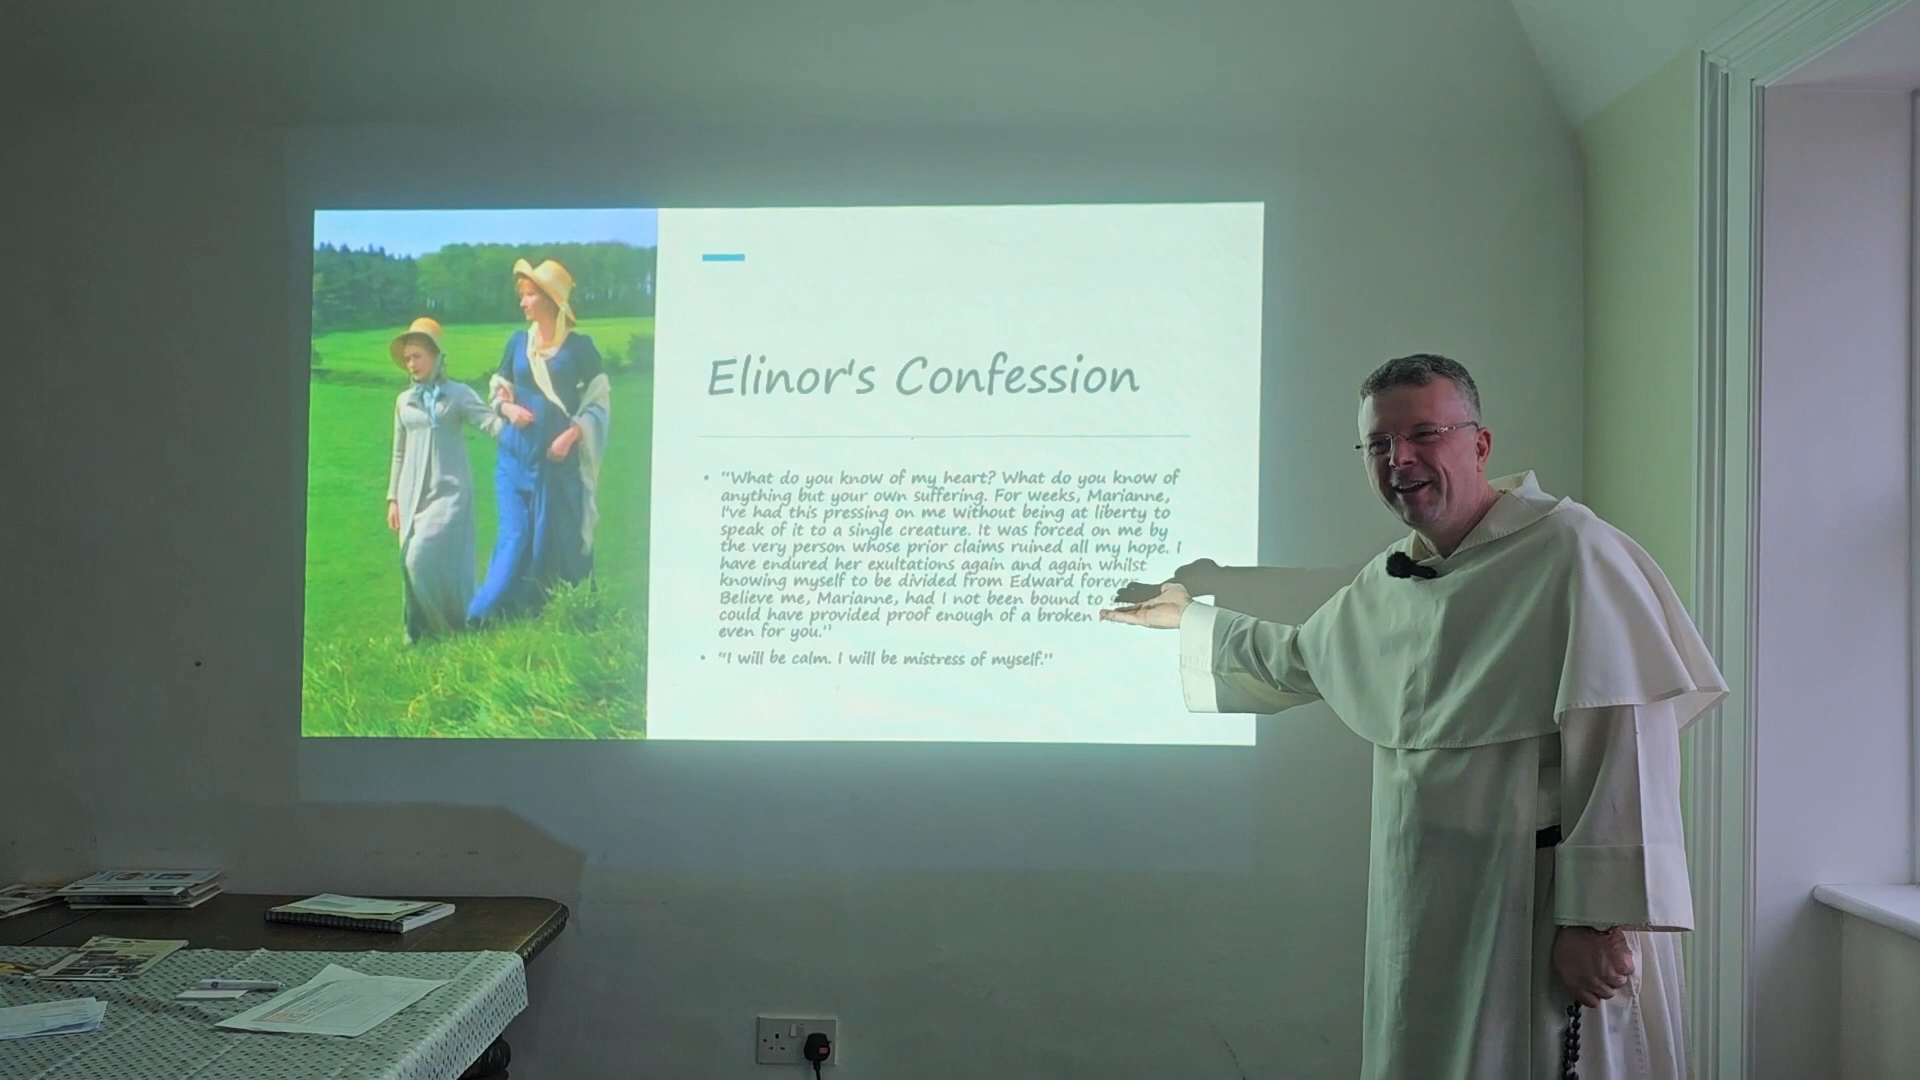 Elinor's Confession
• “What do you know of my heart? What do you know of
anything but your own suffering. For weeks, Marianne,
I've had this pressing on me without being at liberty to
speak of it to a single creature. It was forced on me by
the very person whose prior claims ruined all my hope. I
have endured her exultations again and again whilst
knowing myself to be divided from Edward forever.
Believe me, Marianne, had I not been bound to
could have provided proof enough of a broken
even for you.”
• “I will be calm. I will be mistress of myself.”